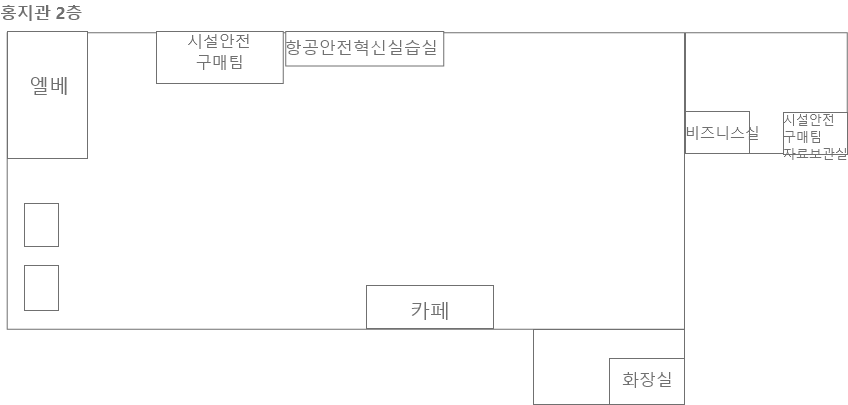 홍지관 2층
엘베
시설안전
구매팀
항공안전혁신실습실
비즈니스실
시설안전
구매팀
자료보관실
카페
화장실